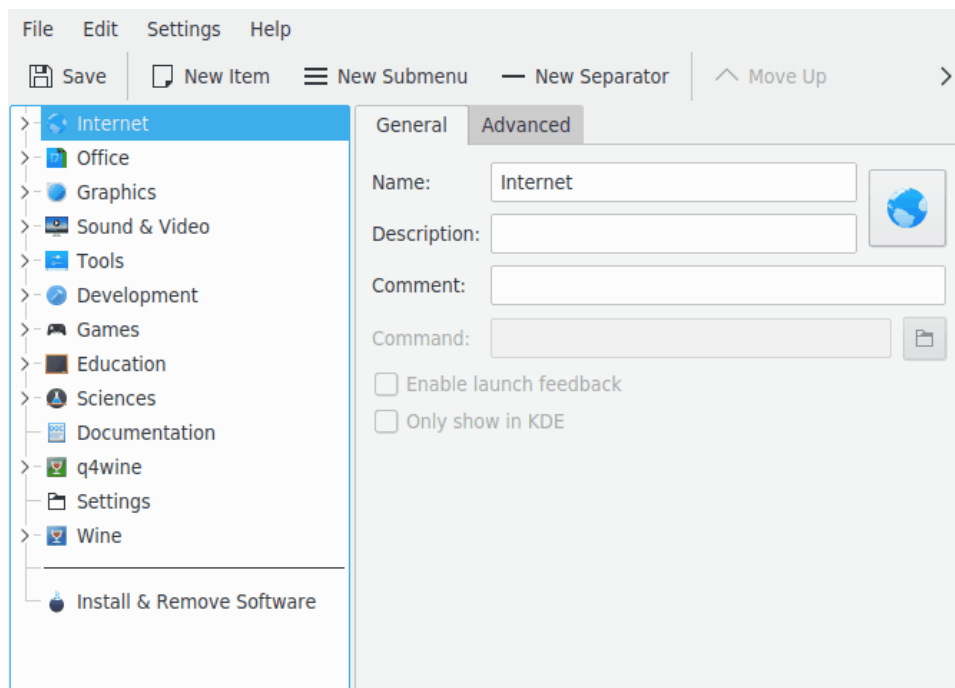 File Edit Settings Help
Save New Item New Submenu New Separator Move Up
Internet
Office
Graphics
Sound & Video
Tools
Development
Games
Education
Sciences
Documentation
q4wine
Settings
Wine
Install & Remove Software
General Advanced
Name: Internet
Description:
Comment:
Command:
Enable launch feedback
Only show in KDE